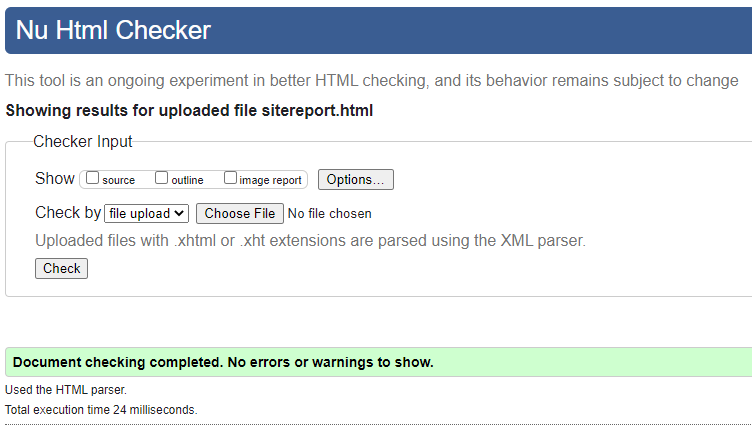 Nu Html Checker
This tool is an ongoing experiment in better HTML checking, and its behavior remains subject to change
Showing results for uploaded file sitereport.html
Checker Input
Show source outline image report Options...
Check by file upload Choose File No file chosen
Uploaded files with .xhtml or .xht extensions are parsed using the XML parser.
Check
Document checking completed. No errors or warnings to show.
Used the HTML parser.
Total execution time 24 milliseconds.